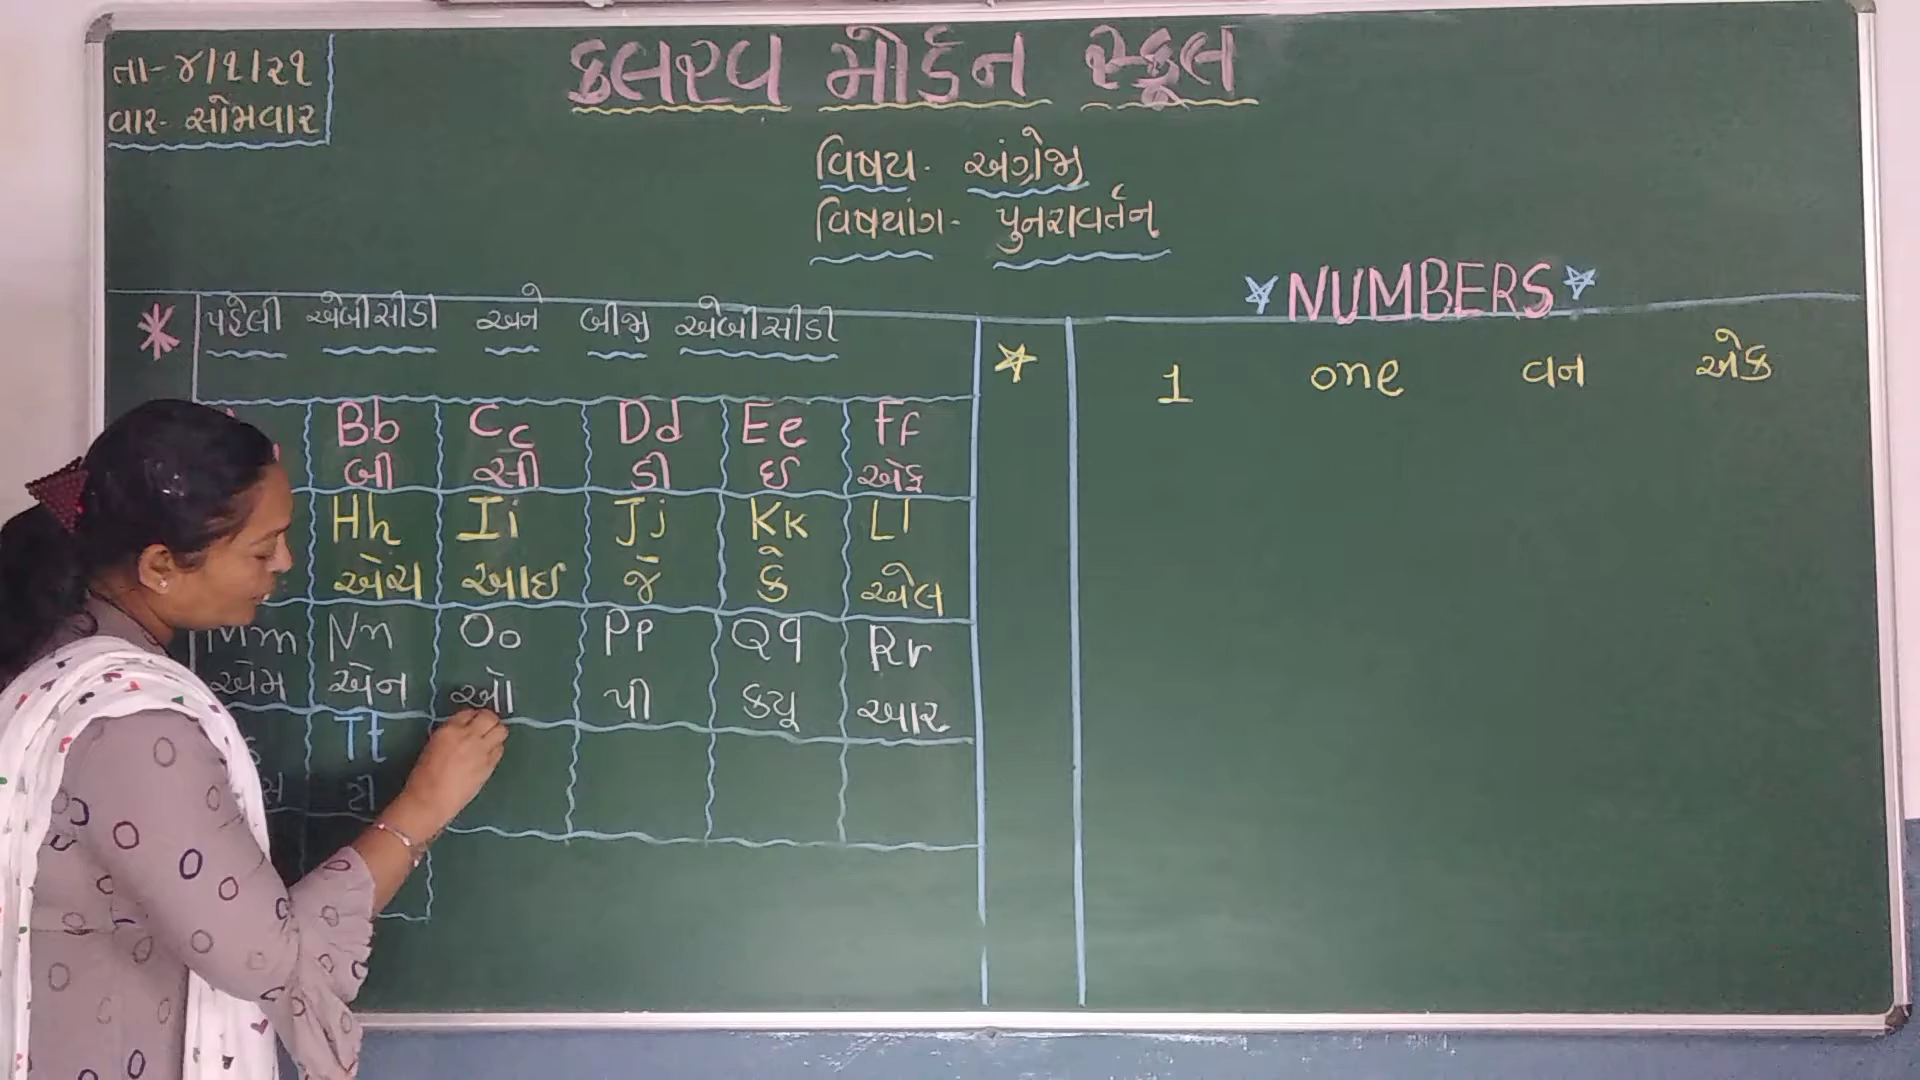 તા-૪/૧/૨૧
વાર- સોમવાર
કલરવ મોર્ડન સ્કૂલ
વિષય- અંગ્રેજી
વિષયાંગ- પુનરાવર્તન
પહેલી એબીસીડી અને બીજી એબીસીડી
NUMBERS
1 one વન એક
Bb Cc Dd Ee Ff
બી સી ડી ઈ એફ
Hh Ii Jj Kk Ll
એચ આઈ જે કે એલ
Mm Nn Oo Pp Qq Rr
એમ એન ઓ પી ક્યૂ આર
Tt
ટી